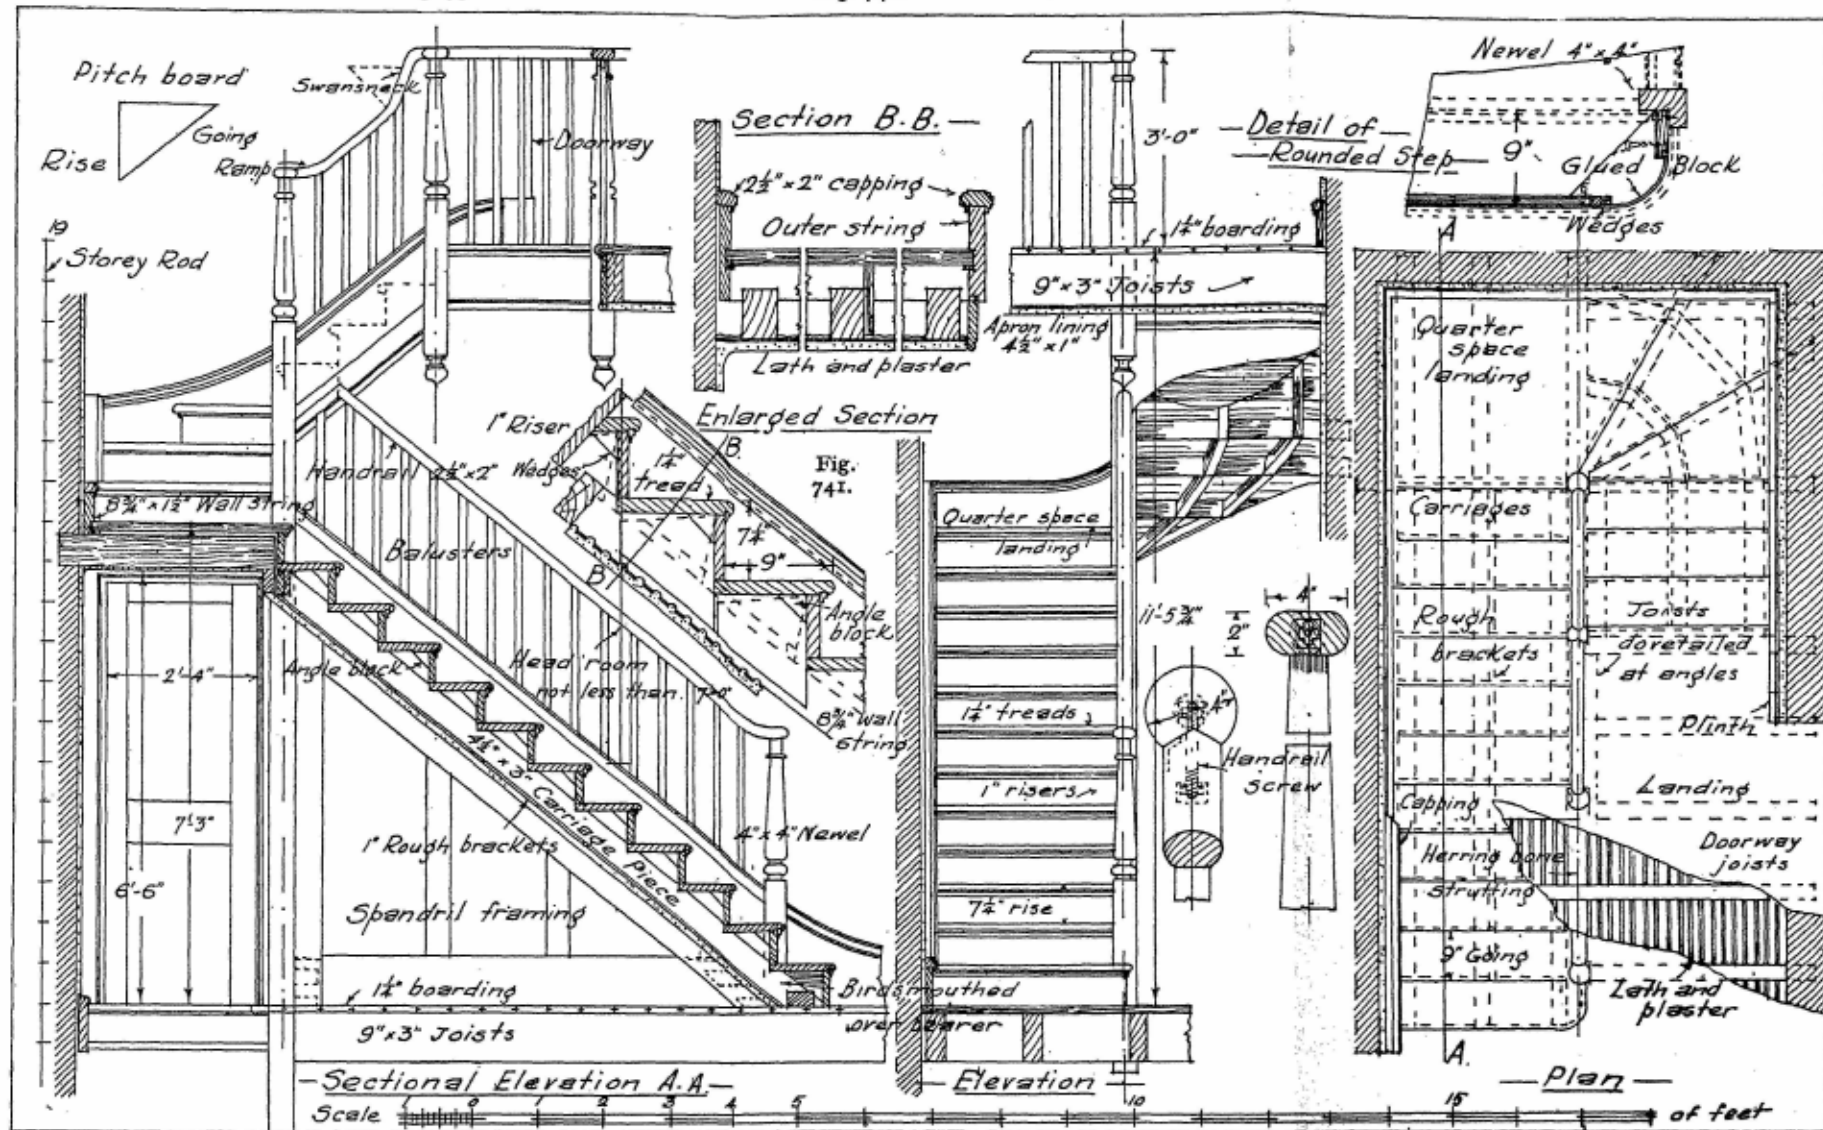 Pitch board
Going
Rise
Swansneck
Ramp
Doorway
19
Storey Rod
Section B.B.
2½" × 2" capping
Outer string
Lath and plaster
3'-0"
1¼" boarding
9" × 3" Joists
Apron lining
4½" × 1"
Detail of
Rounded Step
Newel 4" × 4"
9"
Glued Block
Wedges
A
Enlarged Section
Fig.
741.
1" Riser
Wedges
1¼"
tread
B
B
7¼"
9"
Angle
block
8¾" Wall
string
Handrail 2½" × 2"
8¾" × 1½" Wall string
Balusters
Angle block
Head room
not less than 7'-0"
2'-4"
7'3"
6'-6"
4½" × 3" Carriage piece
1" Rough brackets
Spandril framing
4" × 4" Newel
1¼" boarding
9" × 3" Joists
Birdsmouthed
over bearer
Quarter space
landing
1¼" treads
1" risers
7¼" rise
11'-5¾"
4"
2"
4"
Handrail
screw
Quarter
space
landing
Carriages
Rough
brackets
Joists
dovetailed
at angles
Plinth
Landing
Capping
Herring bone
strutting
Doorway
joists
9" Going
Lath and
plaster
A.
Sectional Elevation A.A.
Elevation
Plan
Scale 1 0 1 2 3 4 5 10 15 of feet